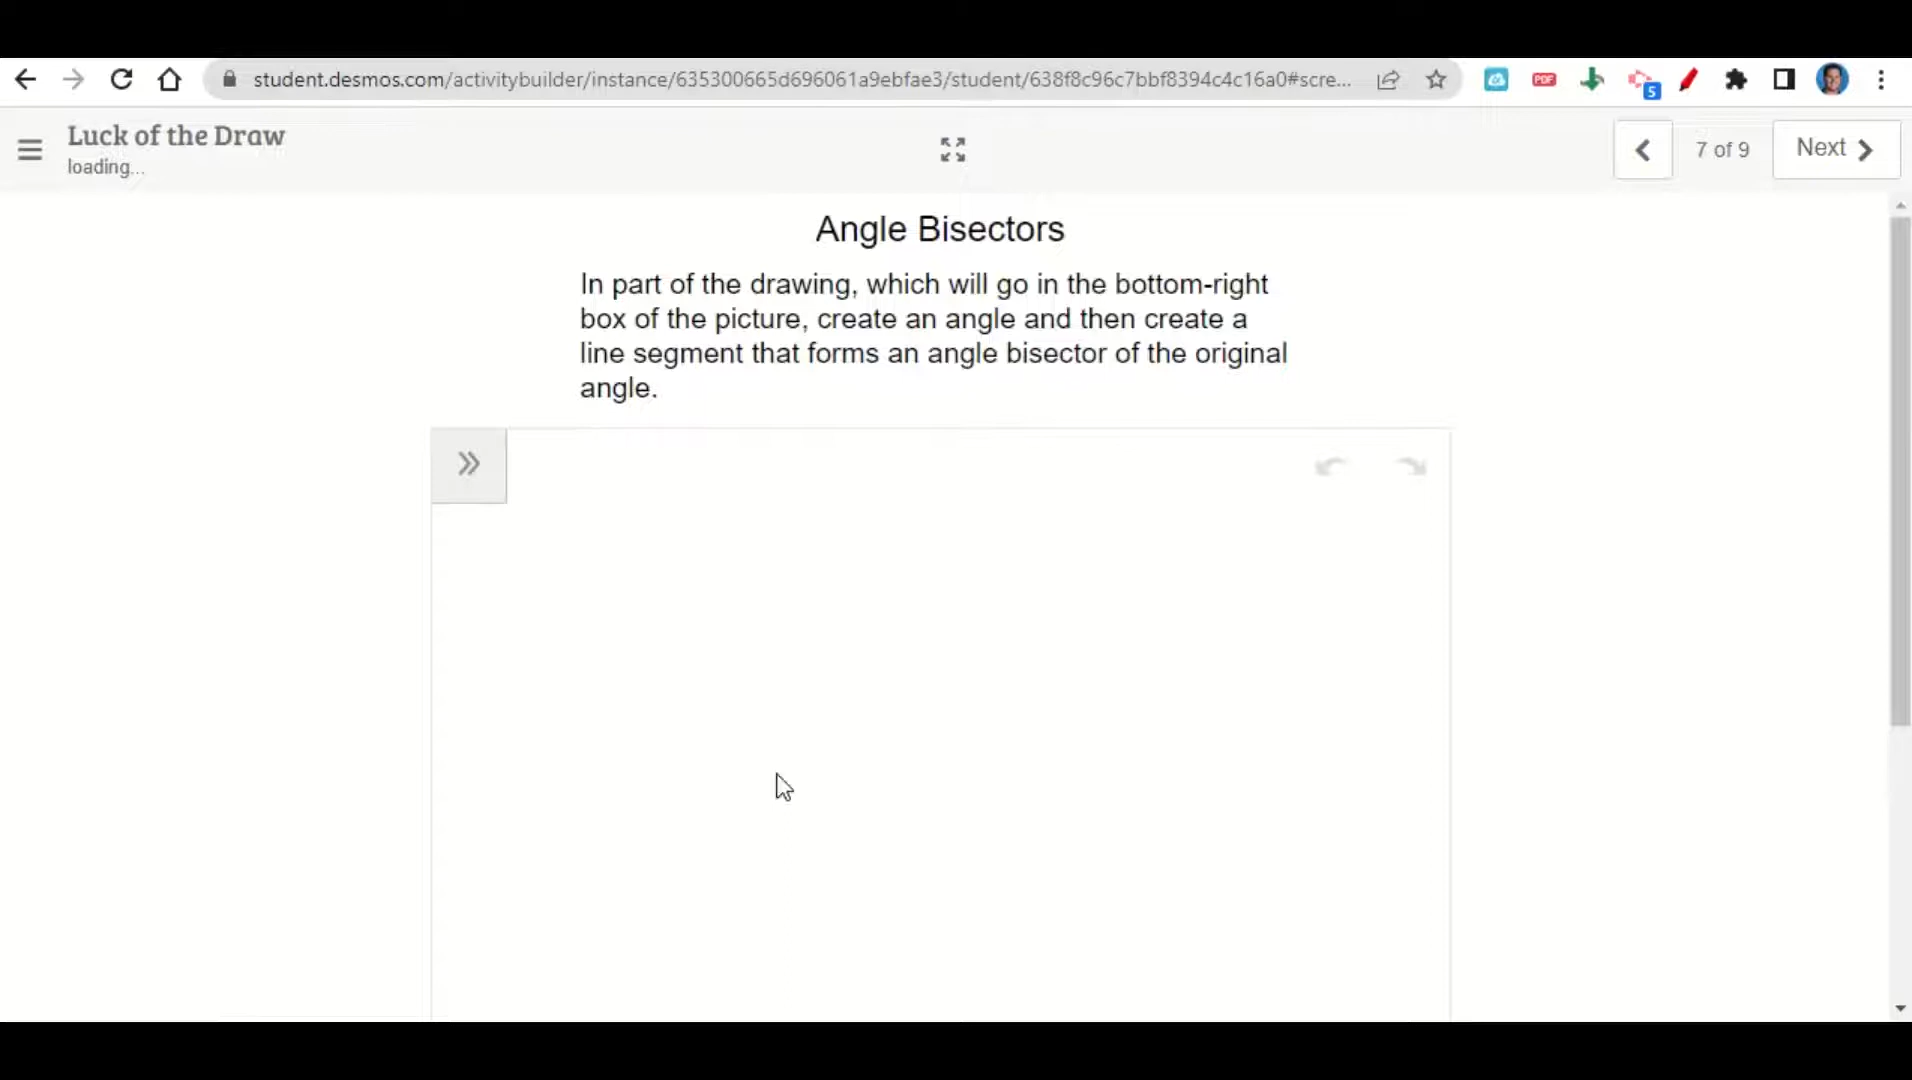 student.desmos.com/activitybuilder/instance/635300665d696061a9ebfae3/student/638f8c96c7bbf8394c4c16a0#scre...
PDF
5
Luck of the Draw
loading...
7 of 9
Next
Angle Bisectors
In part of the drawing, which will go in the bottom-right
box of the picture, create an angle and then create a
line segment that forms an angle bisector of the original
angle.